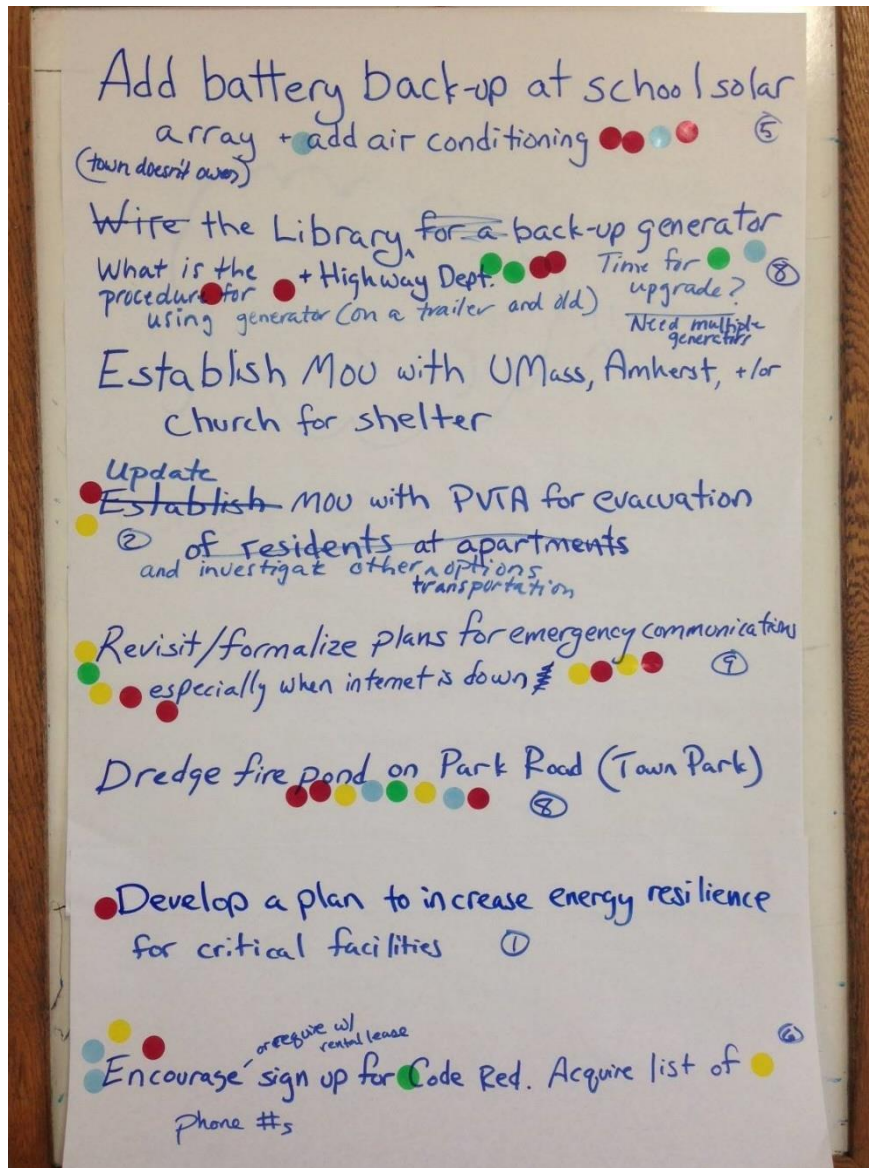 Add battery back-up at school solar
array + add air conditioning ⑤
(town doesn't own)
Wire the Library, for a back-up generator
What is the + Highway Dept. Time for ⑧
procedure for upgrade?
using generator (on a trailer and old) Need multiple
generators
Establish MOU with UMass, Amherst, +/or
church for shelter
Update
Establish MOU with PVTA for evacuation
② of residents at apartments
and investigate other options
transportation
Revisit/formalize plans for emergency communications
especially when internet is down ⑨
Dredge fire pond on Park Road (Town Park)
⑧
Develop a plan to increase energy resilience
for critical facilities ①
or require w/
rental lease ⑥
Encourage sign up for Code Red. Acquire list of
phone #s